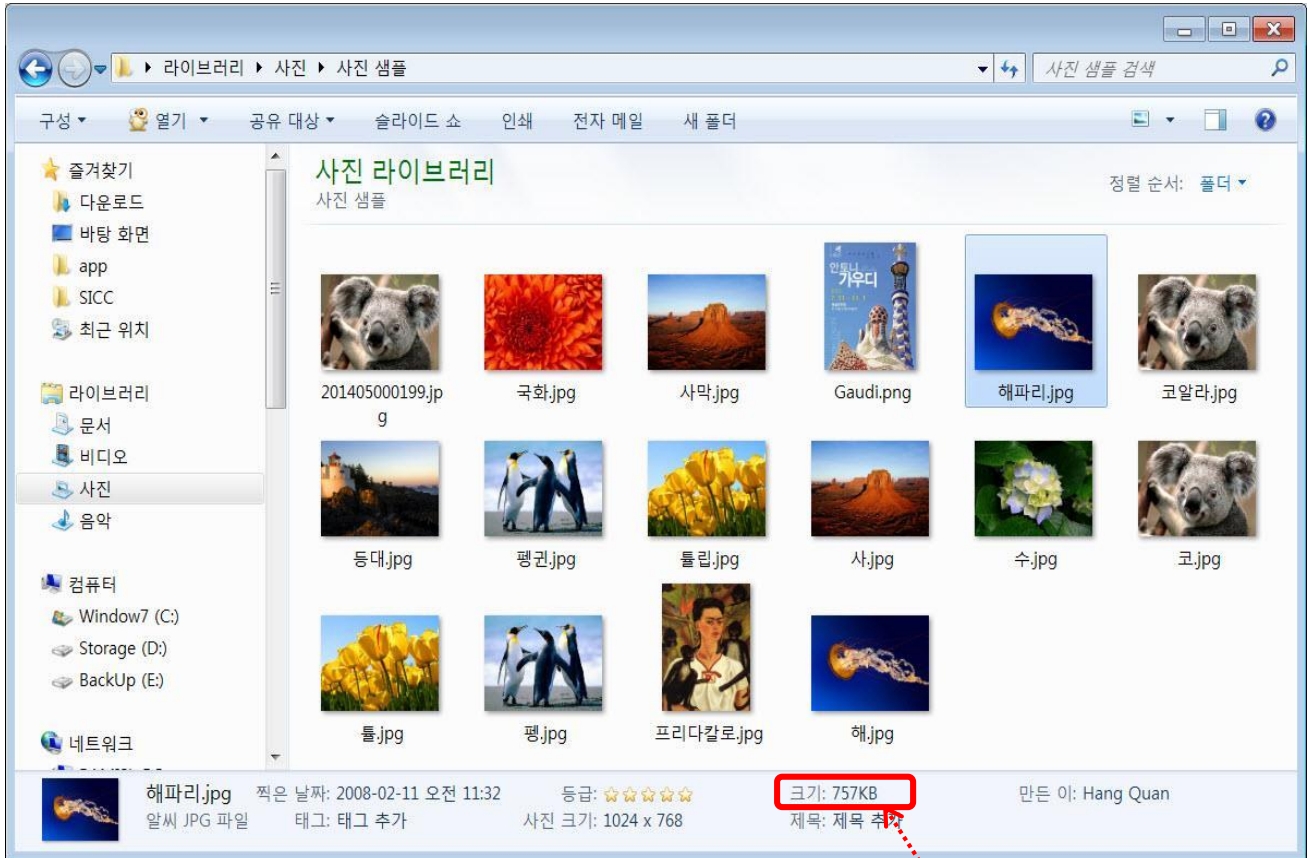 라이브러리 ▸ 사진 ▸ 사진 샘플
사진 샘플 검색
구성 열기 공유 대상 슬라이드 쇼 인쇄 전자 메일 새 폴더
즐겨찾기
다운로드
바탕 화면
app
SICC
최근 위치
라이브러리
문서
비디오
사진
음악
컴퓨터
Window7 (C:)
Storage (D:)
BackUp (E:)
네트워크
사진 라이브러리
사진 샘플
정렬 순서: 폴더
안토니
가우디
201405000199.jp
g
국화.jpg
사막.jpg
Gaudi.png
해파리.jpg
코알라.jpg
등대.jpg
펭귄.jpg
튤립.jpg
사.jpg
수.jpg
코.jpg
튤.jpg
펭.jpg
프리다칼로.jpg
해.jpg
해파리.jpg 찍은 날짜: 2008-02-11 오전 11:32 등급: 크기: 757KB 만든 이: Hang Quan
알씨 JPG 파일 태그: 태그 추가 사진 크기: 1024 x 768 제목: 제목 추가